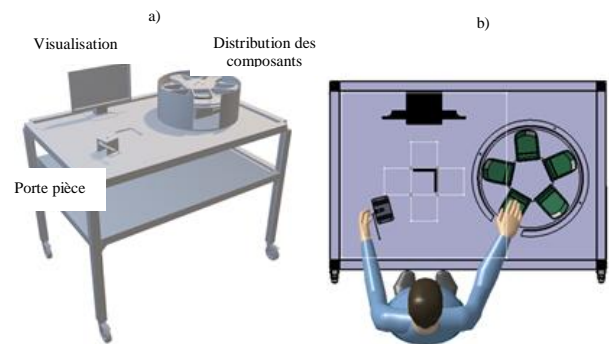 a)
b)
Visualisation
Distribution des
composants
Porte pièce